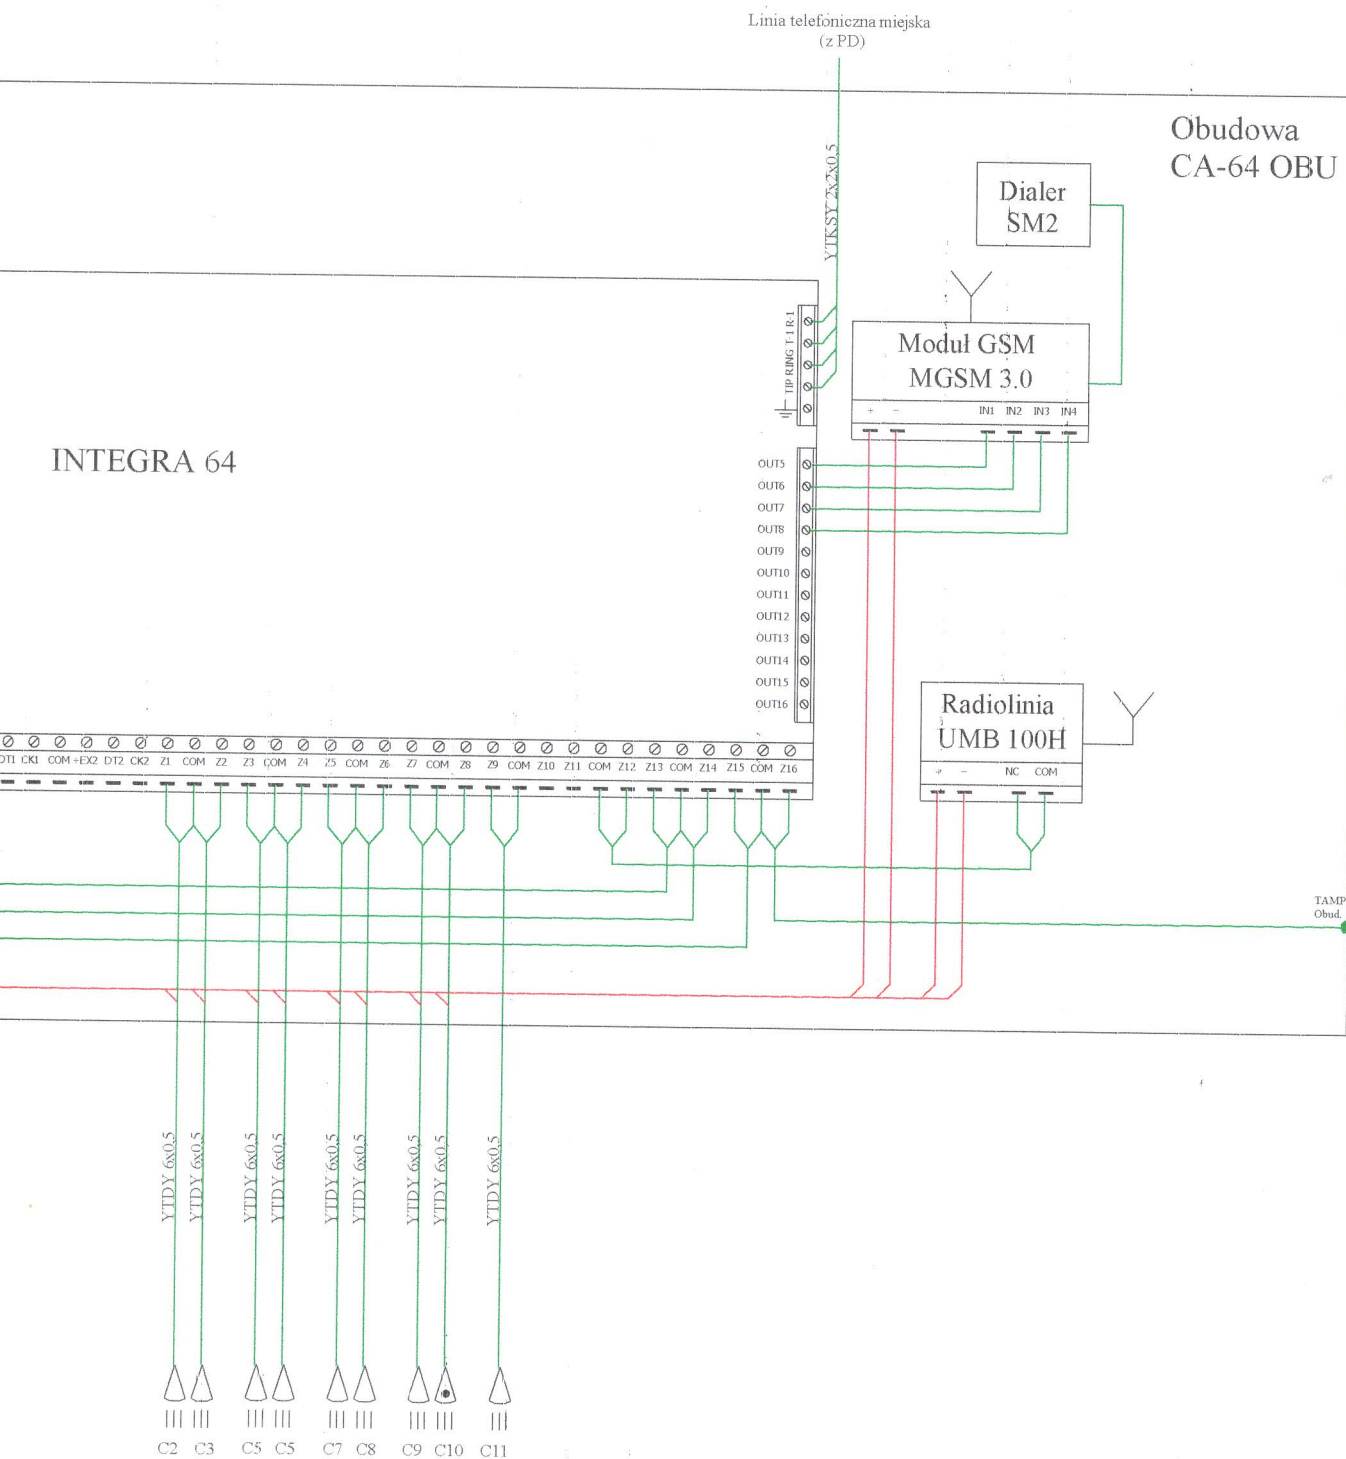 Linia telefoniczna miejska
(z PD)
Obudowa
CA-64 OBU
YTKSY 2x2x0,5
Dialer
SM2
TIP RING T-1 R-1
Moduł GSM
MGSM 3.0
+ − IN1 IN2 IN3 IN4
INTEGRA 64
OUT5
OUT6
OUT7
OUT8
OUT9
OUT10
OUT11
OUT12
OUT13
OUT14
OUT15
OUT16
Radiolinia
UMB 100H
+ − NC COM
DT1 CK1 COM +EX2 DT2 CK2 Z1 COM Z2 Z3 COM Z4 Z5 COM Z6 Z7 COM Z8 Z9 COM Z10 Z11 COM Z12 Z13 COM Z14 Z15 COM Z16
TAMP
Obud.
YTDY 6x0,5
YTDY 6x0,5
YTDY 6x0,5
YTDY 6x0,5
YTDY 6x0,5
YTDY 6x0,5
YTDY 6x0,5
YTDY 6x0,5
YTDY 6x0,5
C2 C3 C5 C5 C7 C8 C9 C10 C11